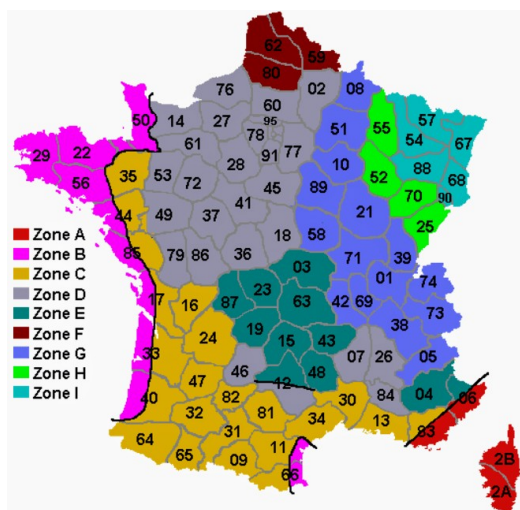 62 59
80
76 02 08
60
50 14 27 95 51 55 57
78 54 67
61 77
29 22 91 10 88
28 52 68
56 35 53 72 45 89 70 90
41 21
44 49 37 25
18 58
85 79 86 36 71 39
03 01 74
17 16 87 23 63 42 69 73
38
24 19 15 43
33 07 26 05
46 48
47 12 04 06
40 82 84
32 81 30
34 13 83
64 31
65 09 11
66
2B
2A
Zone A
Zone B
Zone C
Zone D
Zone E
Zone F
Zone G
Zone H
Zone I